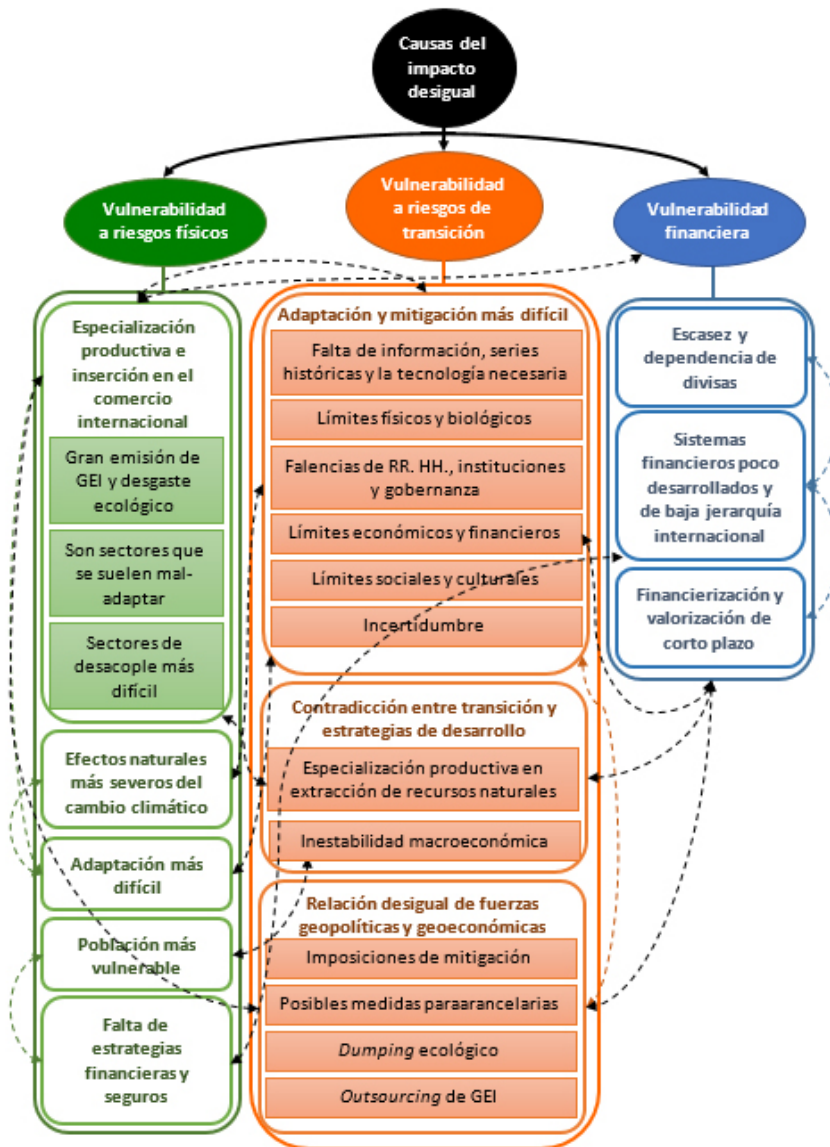 Causas del
impacto
desigual
Vulnerabilidad
a riesgos físicos
Vulnerabilidad
a riesgos de
transición
Vulnerabilidad
financiera
Especialización
productiva e
inserción en el
comercio
internacional
Gran emisión de
GEI y desgaste
ecológico
Son sectores que
se suelen mal-
adaptar
Sectores de
desacople más
difícil
Efectos naturales
más severos del
cambio climático
Adaptación más
difícil
Población más
vulnerable
Falta de
estrategias
financieras y
seguros
Adaptación y mitigación más difícil
Falta de información, series
históricas y la tecnología necesaria
Límites físicos y biológicos
Falencias de RR. HH., instituciones
y gobernanza
Límites económicos y financieros
Límites sociales y culturales
Incertidumbre
Contradicción entre transición y
estrategias de desarrollo
Especialización productiva en
extracción de recursos naturales
Inestabilidad macroeconómica
Relación desigual de fuerzas
geopolíticas y geoeconómicas
Imposiciones de mitigación
Posibles medidas paraarancelarias
Dumping ecológico
Outsourcing de GEI
Escasez y
dependencia de
divisas
Sistemas
financieros poco
desarrollados y
de baja jerarquía
internacional
Financierización y
valorización de
corto plazo